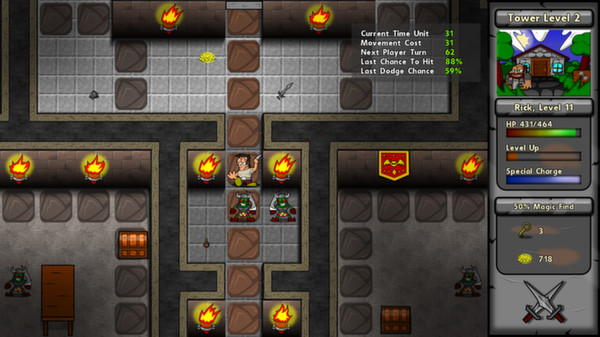 Current Time Unit 31
Movement Cost 31
Next Player Turn 62
Last Chance To Hit 88%
Last Dodge Chance 59%
Tower Level 2
Rick, Level 11
HP 431/464
Level Up
Special Charge
50% Magic Find
3
718